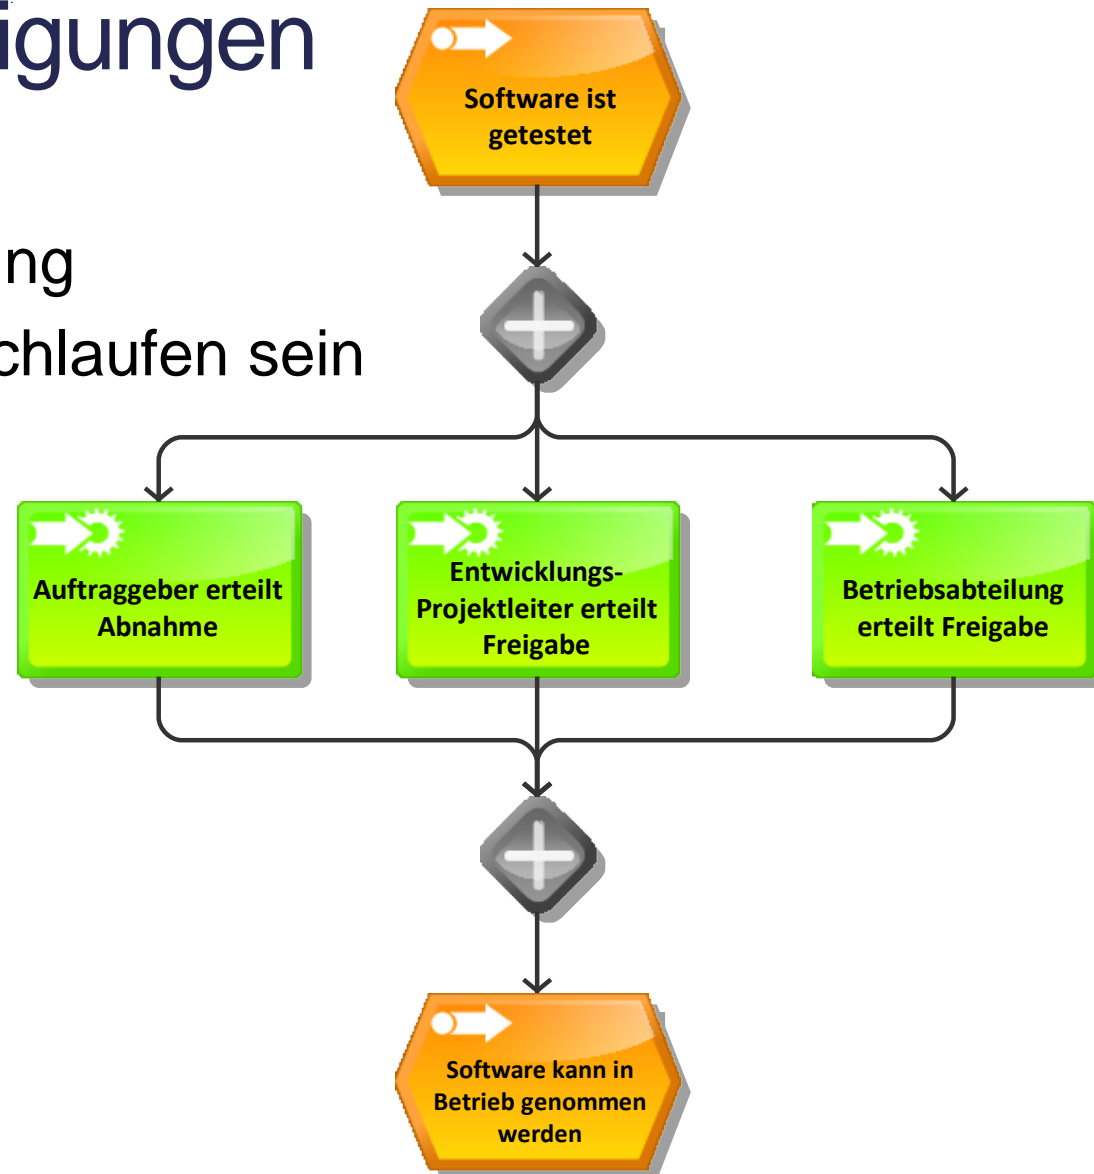 igungen
ng
chlaufen sein
Software ist
getestet
Auftraggeber erteilt
Abnahme
Entwicklungs-
Projektleiter erteilt
Freigabe
Betriebsabteilung
erteilt Freigabe
Software kann in
Betrieb genommen
werden